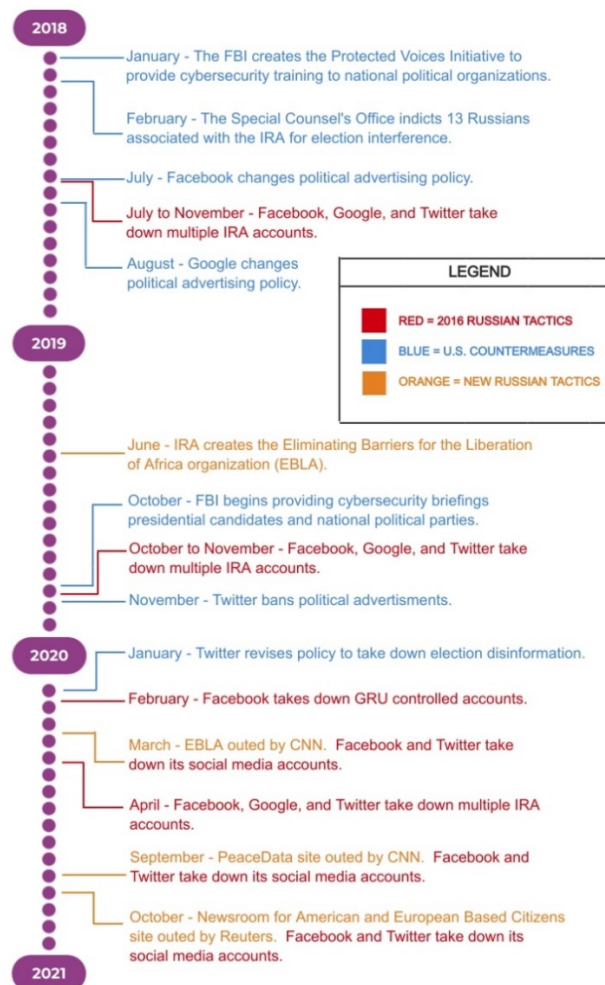 2018
January - The FBI creates the Protected Voices Initiative to
provide cybersecurity training to national political organizations.
February - The Special Counsel's Office indicts 13 Russians
associated with the IRA for election interference.
July - Facebook changes political advertising policy.
July to November - Facebook, Google, and Twitter take
down multiple IRA accounts.
August - Google changes
political advertising policy.
LEGEND
RED = 2016 RUSSIAN TACTICS
BLUE = U.S. COUNTERMEASURES
ORANGE = NEW RUSSIAN TACTICS
2019
June - IRA creates the Eliminating Barriers for the Liberation
of Africa organization (EBLA).
October - FBI begins providing cybersecurity briefings
presidential candidates and national political parties.
October to November - Facebook, Google, and Twitter take
down multiple IRA accounts.
November - Twitter bans political advertisments.
2020
January - Twitter revises policy to take down election disinformation.
February - Facebook takes down GRU controlled accounts.
March - EBLA outed by CNN. Facebook and Twitter take
down its social media accounts.
April - Facebook, Google, and Twitter take down multiple IRA
accounts.
September - PeaceData site outed by CNN. Facebook and
Twitter take down its social media accounts.
October - Newsroom for American and European Based Citizens
site outed by Reuters. Facebook and Twitter take down its
social media accounts.
2021